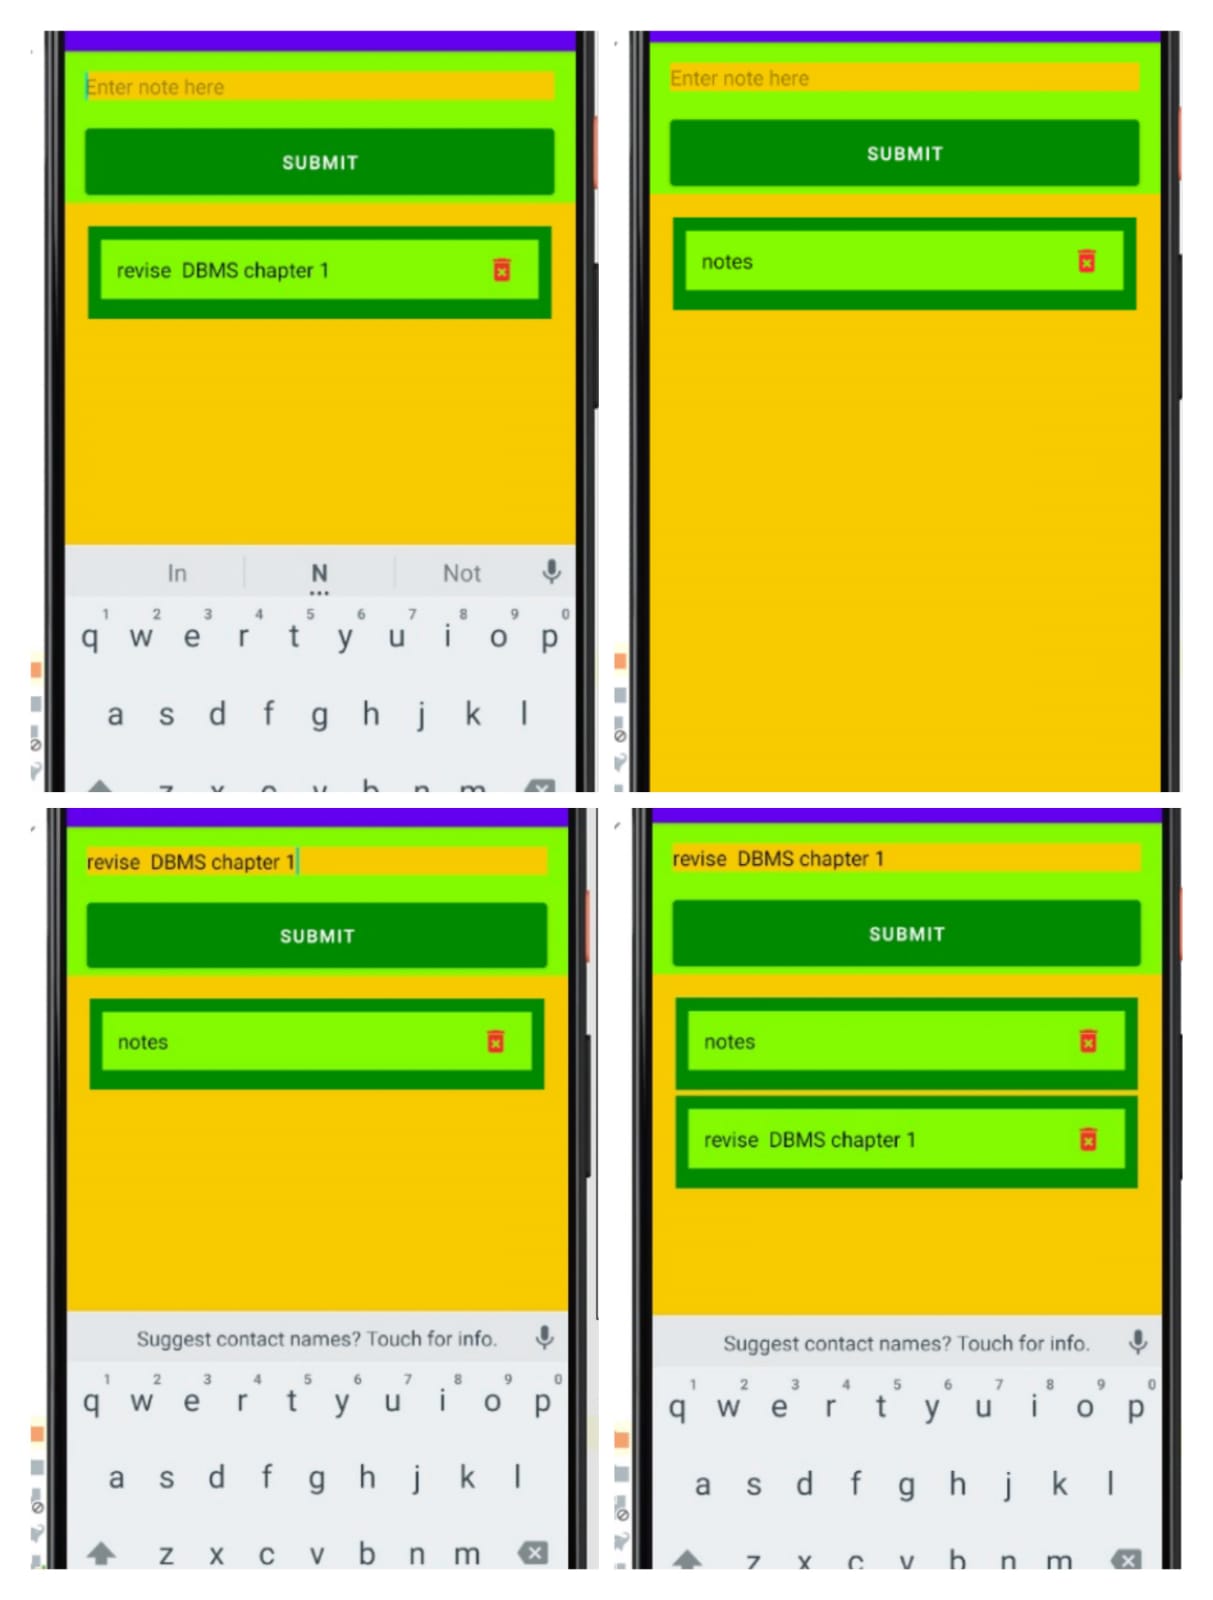 Enter note here
SUBMIT
revise  DBMS chapter 1
In N Not
1 2 3 4 5 6 7 8 9 0
q w e r t y u i o p
a s d f g h j k l
z x c v b n m
Enter note here
SUBMIT
notes
revise  DBMS chapter 1
SUBMIT
notes
Suggest contact names? Touch for info.
1 2 3 4 5 6 7 8 9 0
q w e r t y u i o p
a s d f g h j k l
z x c v b n m
revise  DBMS chapter 1
SUBMIT
notes
revise  DBMS chapter 1
Suggest contact names? Touch for info.
1 2 3 4 5 6 7 8 9 0
q w e r t y u i o p
a s d f g h j k l
z x c v b n m